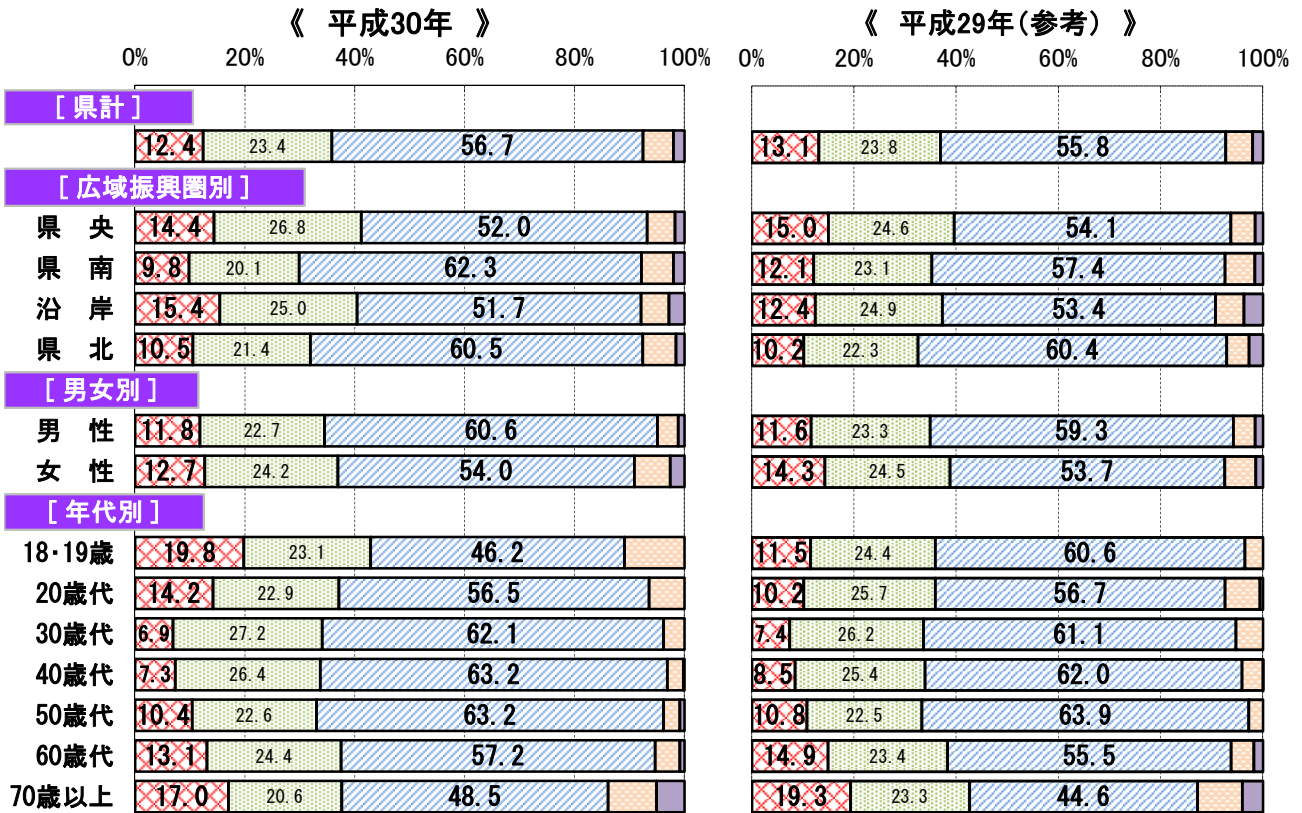 《 平成30年 》 《 平成29年（参考） 》
0% 20% 40% 60% 80% 100% 0% 20% 40% 60% 80% 100%
[ 県計 ]
12.4 23.4 56.7 13.1 23.8 55.8
[ 広域振興圏別 ]
県 央 14.4 26.8 52.0 15.0 24.6 54.1
県 南 9.8 20.1 62.3 12.1 23.1 57.4
沿 岸 15.4 25.0 51.7 12.4 24.9 53.4
県 北 10.5 21.4 60.5 10.2 22.3 60.4
[ 男女別 ]
男 性 11.8 22.7 60.6 11.6 23.3 59.3
女 性 12.7 24.2 54.0 14.3 24.5 53.7
[ 年代別 ]
18・19歳 19.8 23.1 46.2 11.5 24.4 60.6
20歳代 14.2 22.9 56.5 10.2 25.7 56.7
30歳代 6.9 27.2 62.1 7.4 26.2 61.1
40歳代 7.3 26.4 63.2 8.5 25.4 62.0
50歳代 10.4 22.6 63.2 10.8 22.5 63.9
60歳代 13.1 24.4 57.2 14.9 23.4 55.5
70歳以上 17.0 20.6 48.5 19.3 23.3 44.6